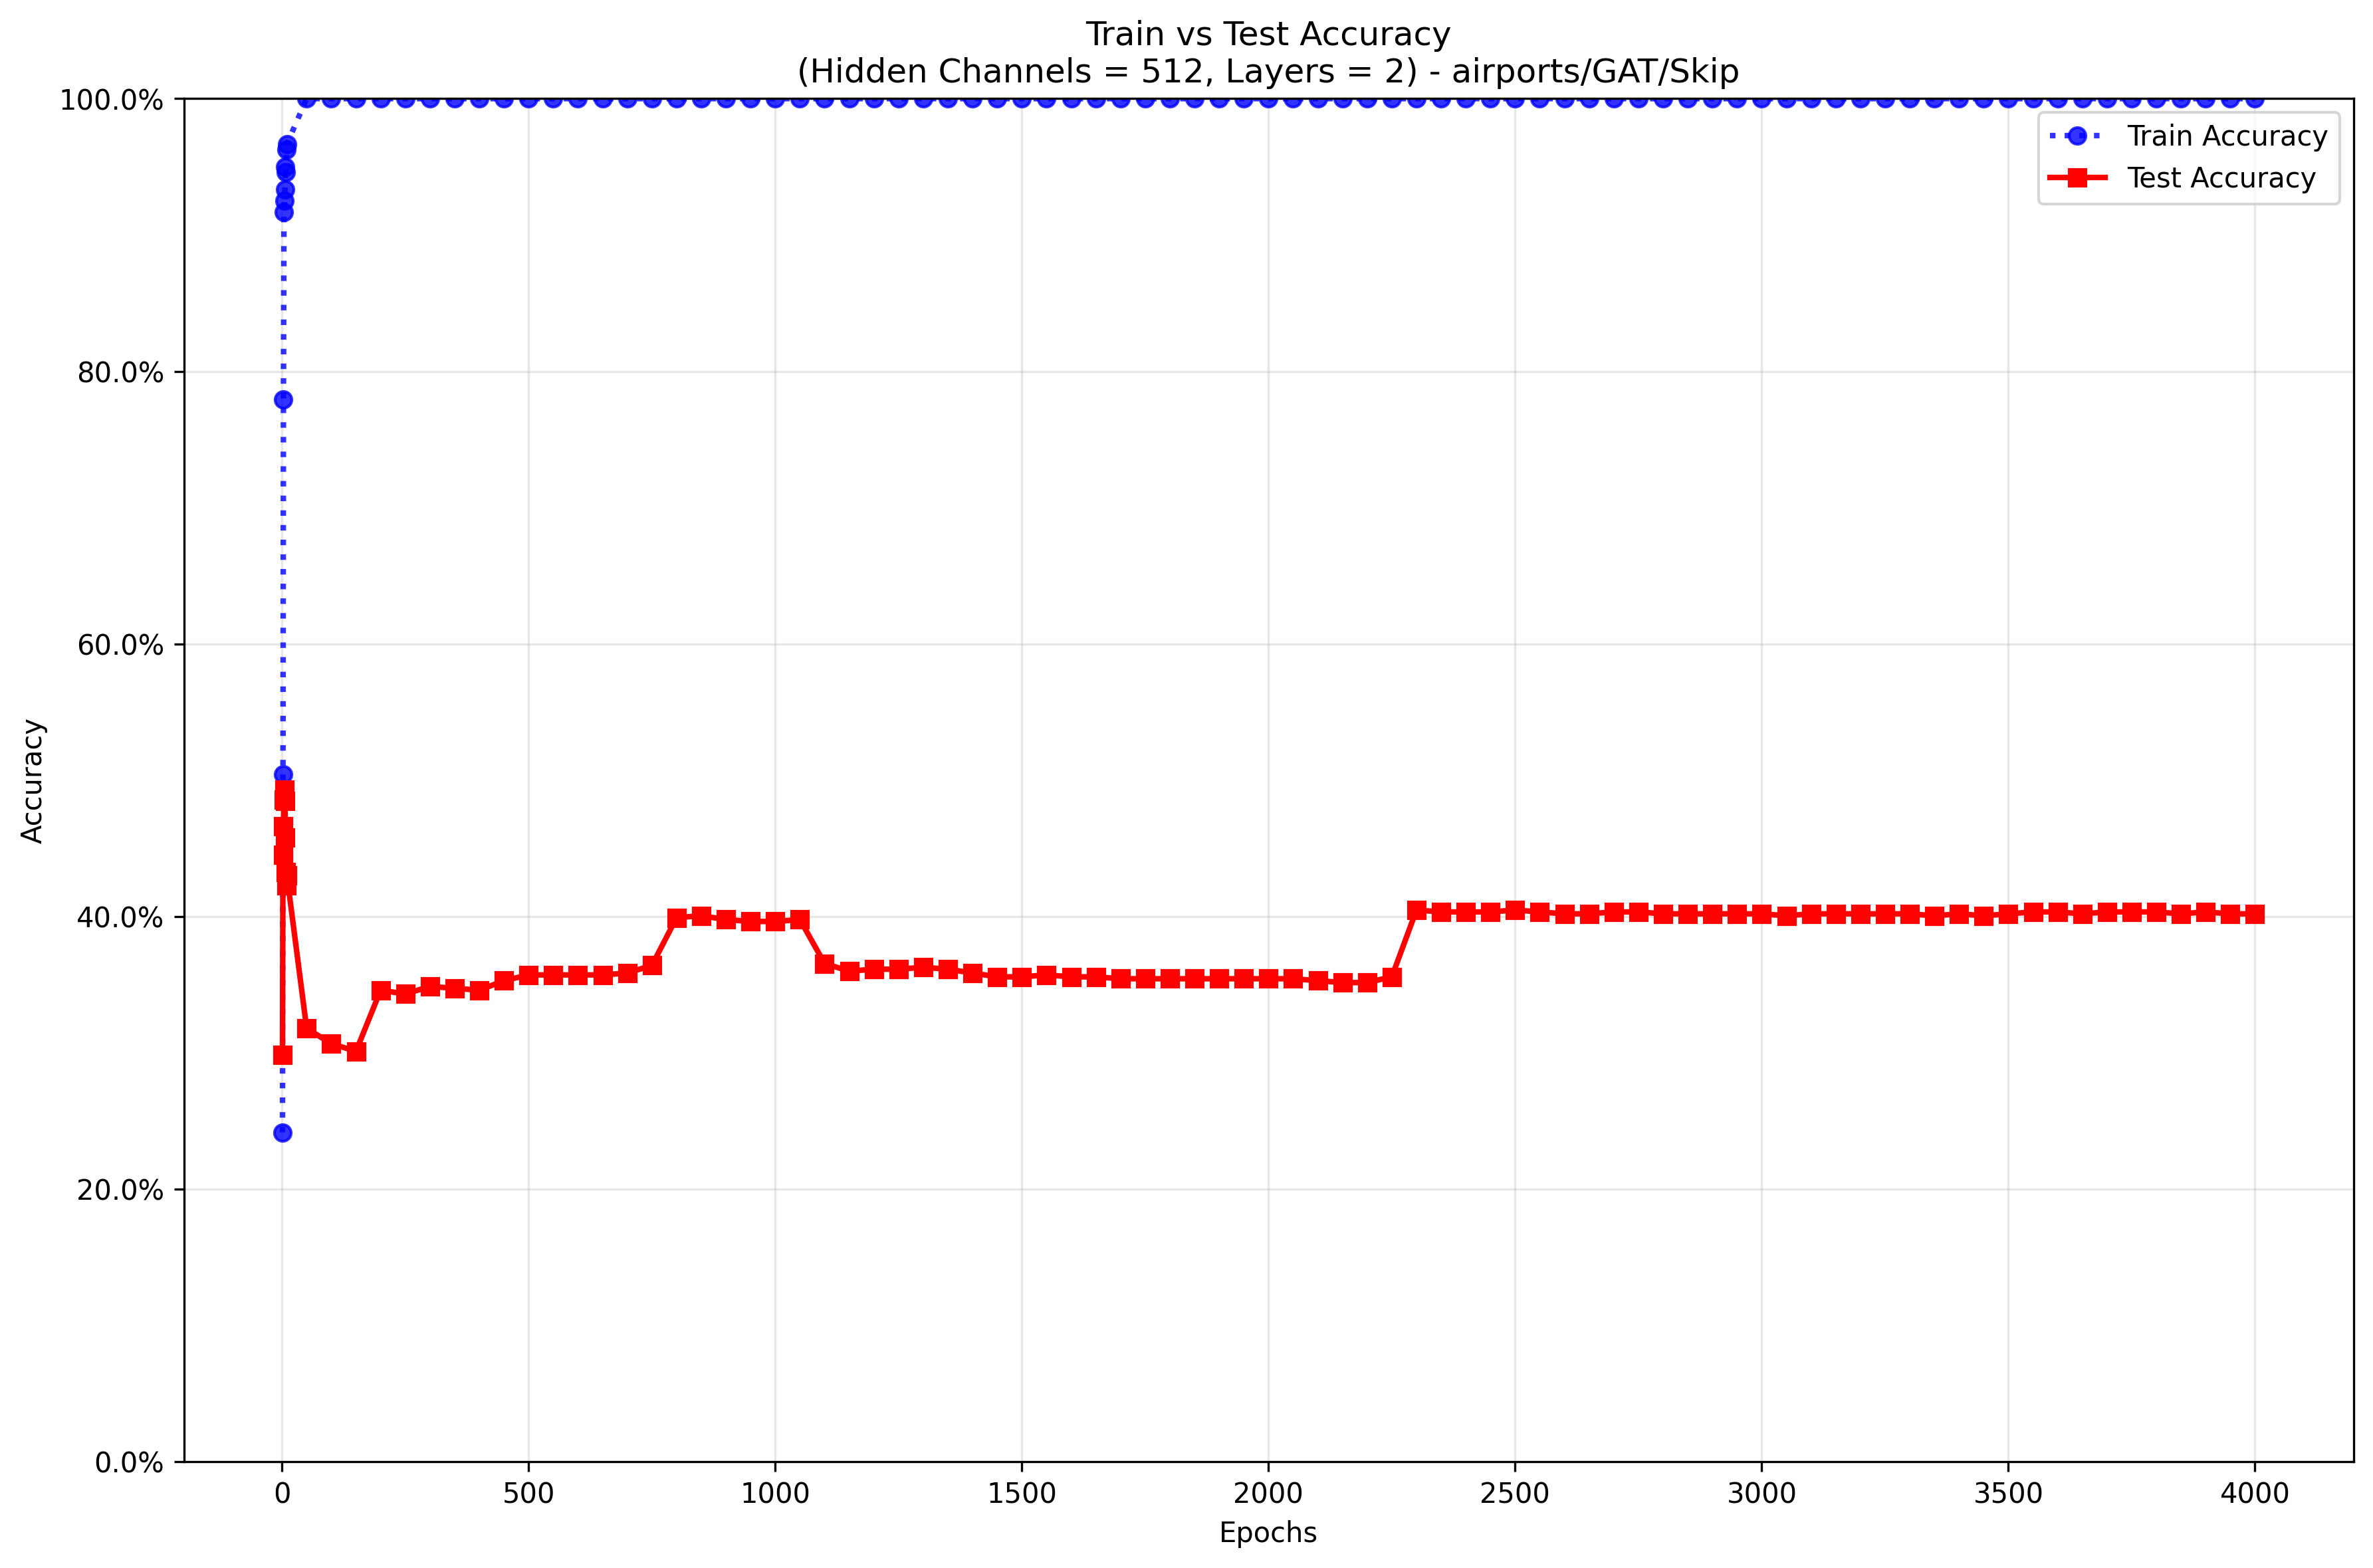 Train vs Test Accuracy
(Hidden Channels = 512, Layers = 2) - airports/GAT/Skip
100.0%
80.0%
60.0%
40.0%
20.0%
0.0%
Accuracy
Train Accuracy
Test Accuracy
0
500
1000
1500
2000
2500
3000
3500
4000
Epochs